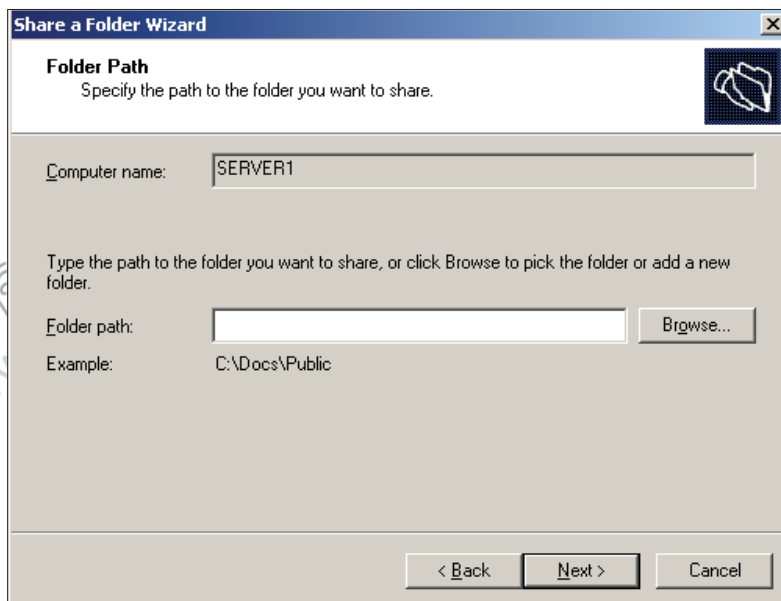 Share a Folder Wizard
Folder Path
Specify the path to the folder you want to share.
Computer name:
SERVER1
Type the path to the folder you want to share, or click Browse to pick the folder or add a new
folder.
Folder path:
Browse...
Example:
C:\Docs\Public
< Back
Next >
Cancel